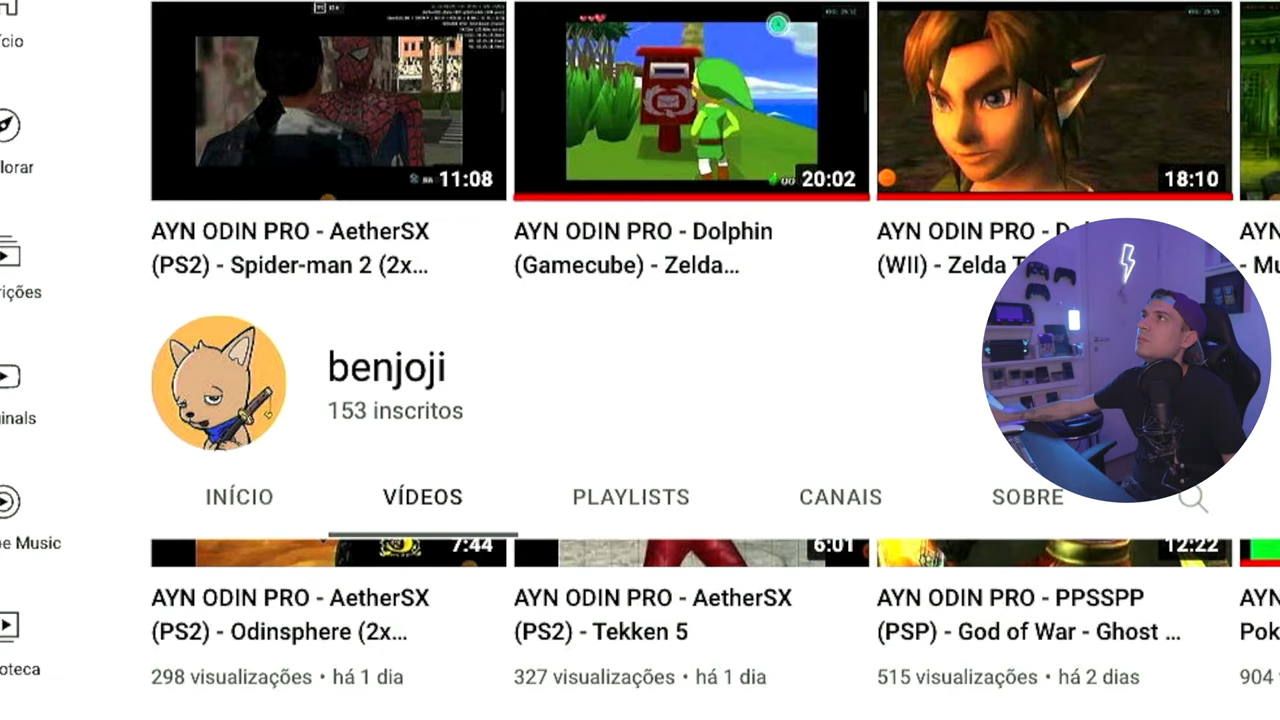 ício
lorar
rições
inals
be Music
oteca
11:08
20:02
18:10
AYN ODIN PRO - AetherSX
(PS2) - Spider-man 2 (2x...
AYN ODIN PRO - Dolphin
(Gamecube) - Zelda...
AYN ODIN PRO - D
(WII) - Zelda T
AYN
- Mu
benjoji
153 inscritos
INÍCIO
VÍDEOS
PLAYLISTS
CANAIS
SOBRE
7:44
6:01
12:22
AYN ODIN PRO - AetherSX
(PS2) - Odinsphere (2x...
298 visualizações • há 1 dia
AYN ODIN PRO - AetherSX
(PS2) - Tekken 5
327 visualizações • há 1 dia
AYN ODIN PRO - PPSSPP
(PSP) - God of War - Ghost ...
515 visualizações • há 2 dias
AYN
Pok
904